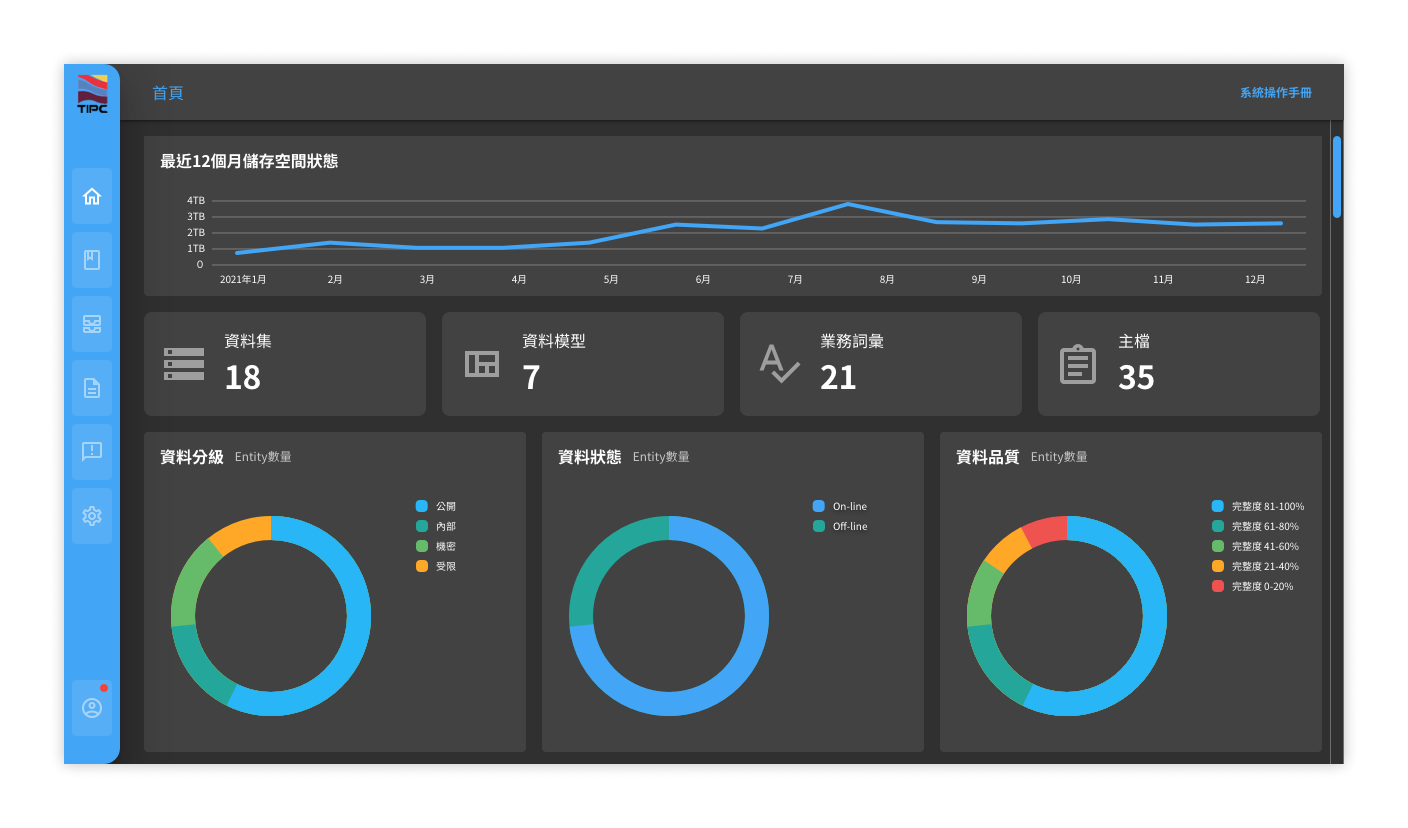 TIPC
首頁
系統操作手冊
最近12個月儲存空間狀態
4TB
3TB
2TB
1TB
0
2021年1月 2月 3月 4月 5月 6月 7月 8月 9月 10月 11月 12月
資料集
18
資料模型
7
業務詞彙
21
主檔
35
資料分級 Entity數量
公開
內部
機密
受限
資料狀態 Entity數量
On-line
Off-line
資料品質 Entity數量
完整度 81-100%
完整度 61-80%
完整度 41-60%
完整度 21-40%
完整度 0-20%